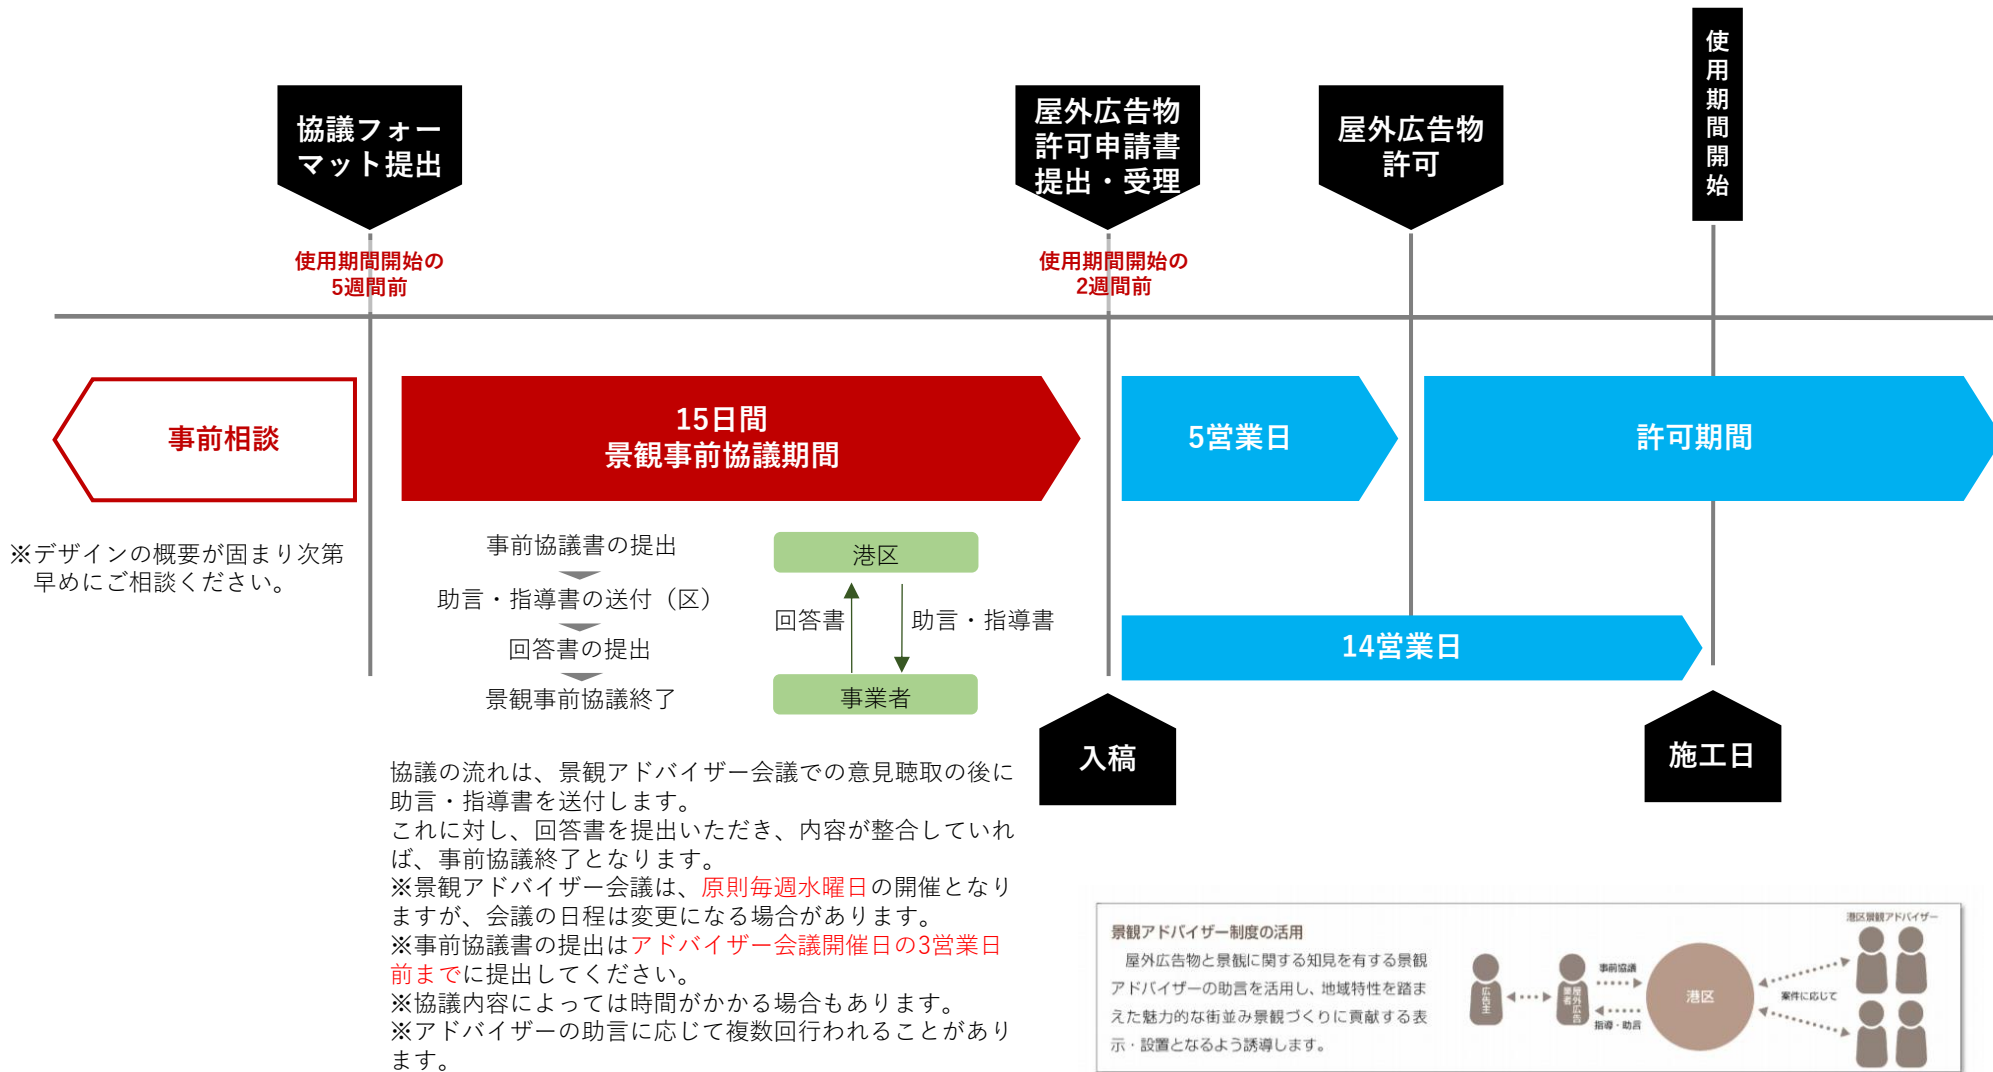 協議フォー
マット提出
屋外広告物
許可申請書
提出・受理
屋外広告物
許可
使用期間開始
使用期間開始の
5週間前
使用期間開始の
2週間前
事前相談
15日間
景観事前協議期間
5営業日
許可期間
※デザインの概要が固まり次第
早めにご相談ください。
事前協議書の提出
助言・指導書の送付（区）
回答書の提出
景観事前協議終了
港区
回答書
助言・指導書
事業者
14営業日
入稿
施工日
協議の流れは、景観アドバイザー会議での意見聴取の後に
助言・指導書を送付します。
これに対し、回答書を提出いただき、内容が整合していれ
ば、事前協議終了となります。
※景観アドバイザー会議は、原則毎週水曜日の開催となり
ますが、会議の日程は変更になる場合があります。
※事前協議書の提出はアドバイザー会議開催日の3営業日
前までに提出してください。
※協議内容によっては時間がかかる場合もあります。
※アドバイザーの助言に応じて複数回行われることがあり
ます。
景観アドバイザー制度の活用
屋外広告物と景観に関する知見を有する景観
アドバイザーの助言を活用し、地域特性を踏ま
えた魅力的な街並み景観づくりに貢献する表
示・設置となるよう誘導します。
広告主
屋外広告
業者
事前協議
指導・助言
港区
案件に応じて
港区景観アドバイザー